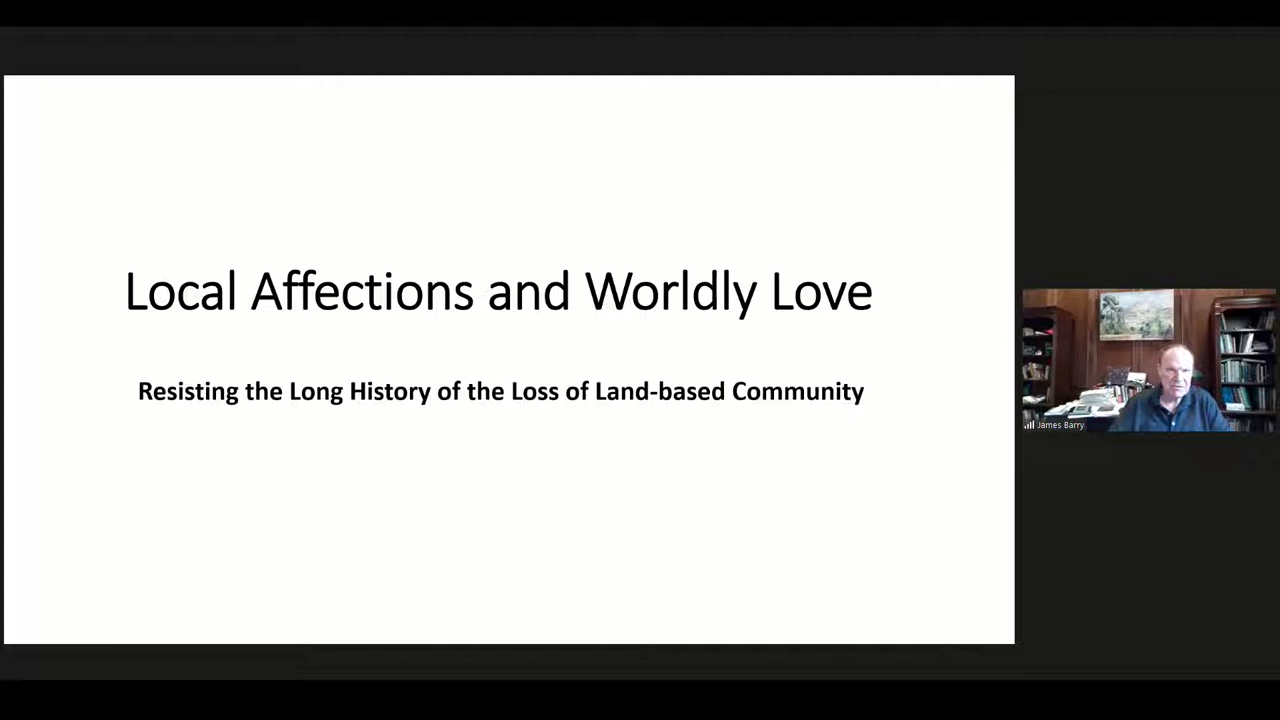 Local Affections and Worldly Love
Resisting the Long History of the Loss of Land-based Community
James Barry